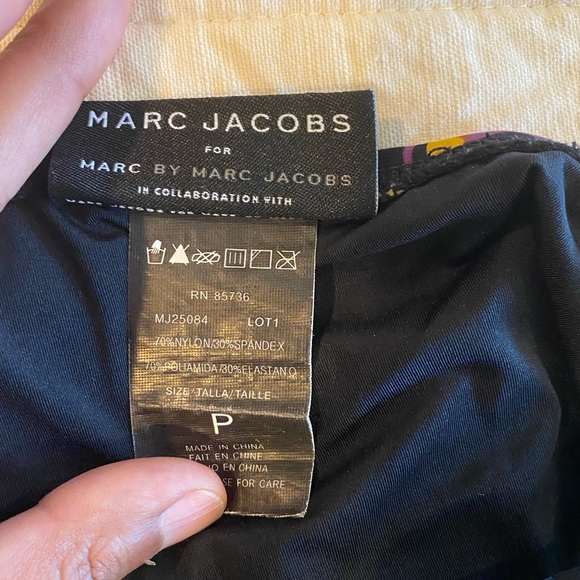 MARC JACOBS
FOR
MARC BY MARC JACOBS
IN COLLABORATION WITH
RN 85736
MJ25084 LOT1
70%NYLON/30%SPANDEX
POLIAMIDA/30%ELASTANO
SIZE/TALLA/TAILLE
P
MADE IN CHINA
FAIT EN CHINE
EN CHINA
FOR CARE